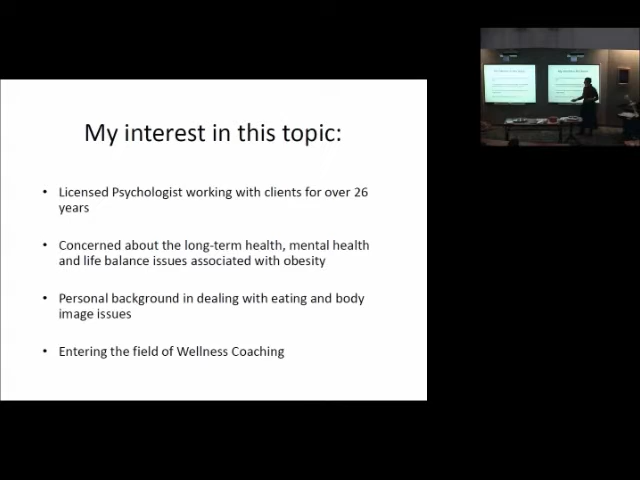 My interest in this topic:
• Licensed Psychologist working with clients for over 26
years
• Concerned about the long-term health, mental health
and life balance issues associated with obesity
• Personal background in dealing with eating and body
image issues
• Entering the field of Wellness Coaching